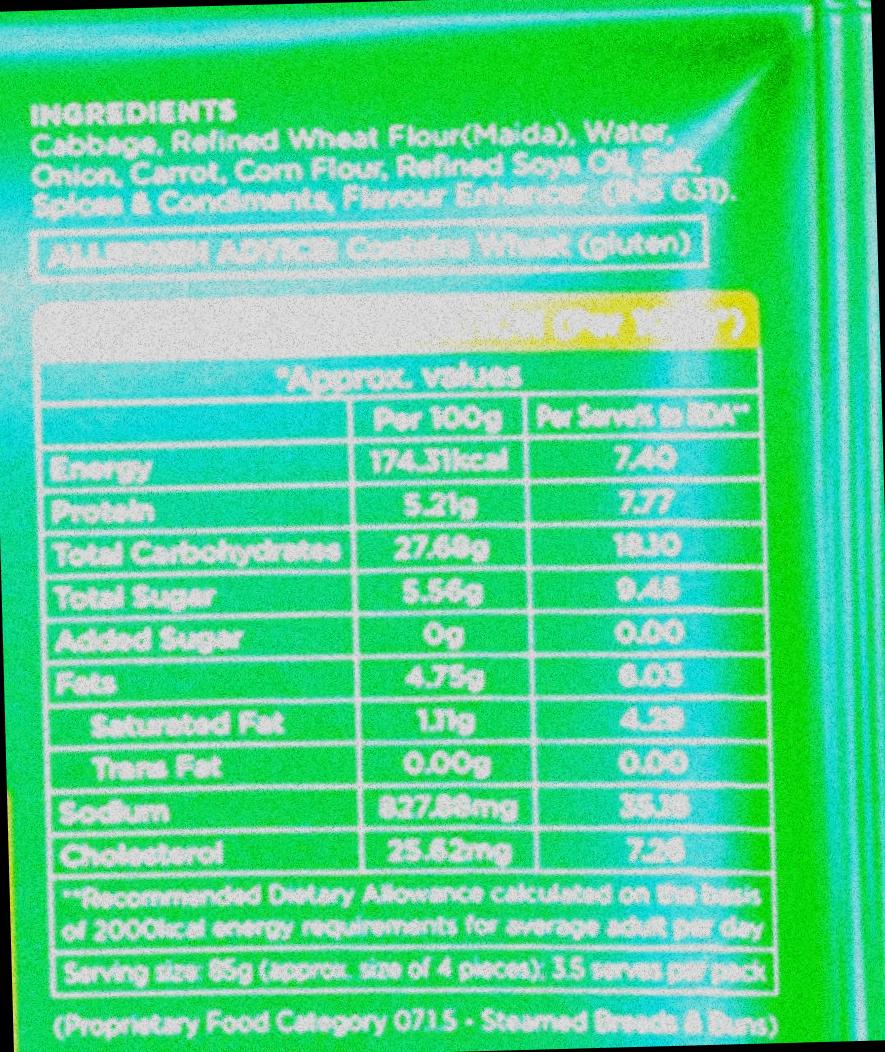 INGREDIENTS
Cabbage, Refined Wheat Flour(Maida), Water,
Onion, Carrot, Corn Flour, Refined Soya Oil, Salt,
Spices & Condiments, Flavour Enhancer (INS 631).
ALLERGEN ADVICE: Contains Wheat (gluten)
(Per
*Approx. values
Per 100g Per Serve% to RDA**
Energy 174.31kcal 7.40
Protein 5.21g 7.77
Total Carbohydrates 27.68g 18.10
Total Sugar 5.56g 9.45
Added Sugar 0g 0.00
Fats 4.75g 6.03
Saturated Fat 1.11g 4.29
Trans Fat 0.00g 0.00
Sodium 827.88mg
Cholesterol 25.62mg 7.26
**Recommended Dietary Allowance calculated on the basis
of 2000kcal energy requirements for average adult per day
Serving size: 85g (approx. size of 4 pieces); 3.5 serves per pack
(Proprietary Food Category 07.1.5 - Steamed Breads & Buns)